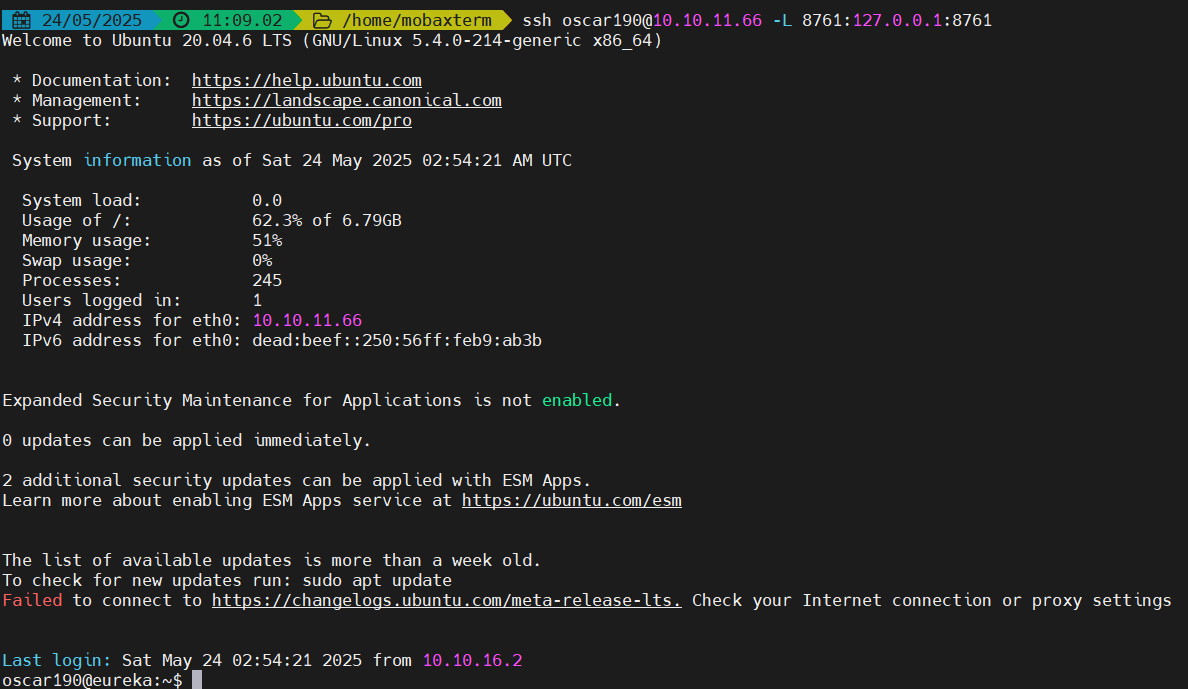 24/05/2025 11:09.02 /home/mobaxterm ssh oscar190@10.10.11.66 -L 8761:127.0.0.1:8761
Welcome to Ubuntu 20.04.6 LTS (GNU/Linux 5.4.0-214-generic x86_64)
* Documentation: https://help.ubuntu.com
* Management: https://landscape.canonical.com
* Support: https://ubuntu.com/pro
System information as of Sat 24 May 2025 02:54:21 AM UTC
System load: 0.0
Usage of /: 62.3% of 6.79GB
Memory usage: 51%
Swap usage: 0%
Processes: 245
Users logged in: 1
IPv4 address for eth0: 10.10.11.66
IPv6 address for eth0: dead:beef::250:56ff:feb9:ab3b
Expanded Security Maintenance for Applications is not enabled.
0 updates can be applied immediately.
2 additional security updates can be applied with ESM Apps.
Learn more about enabling ESM Apps service at https://ubuntu.com/esm
The list of available updates is more than a week old.
To check for new updates run: sudo apt update
Failed to connect to https://changelogs.ubuntu.com/meta-release-lts. Check your Internet connection or proxy settings
Last login: Sat May 24 02:54:21 2025 from 10.10.16.2
oscar190@eureka:~$